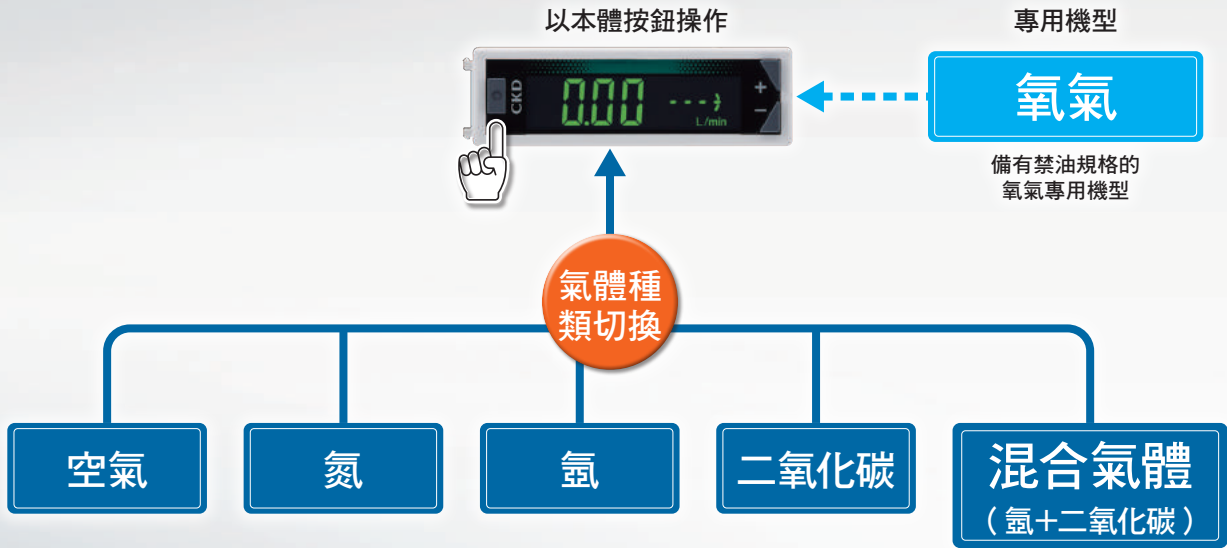 以本體按鈕操作
專用機型
CKD
0.00
L/min
+
−
氧氣
備有禁油規格的
氧氣專用機型
氣體種
類切換
空氣
氮
氬
二氧化碳
混合氣體
（氬＋二氧化碳）